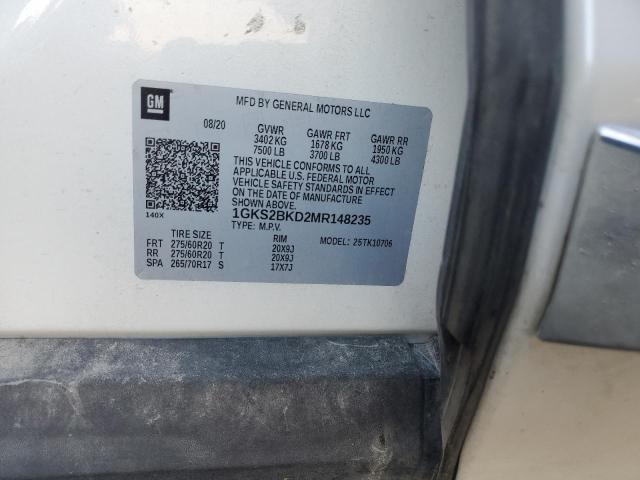 GM
MFD BY GENERAL MOTORS LLC
08/20 GVWR GAWR FRT GAWR RR
3402 KG 1678 KG 1950 KG
7500 LB 3700 LB 4300 LB
THIS VEHICLE CONFORMS TO ALL
APPLICABLE U.S. FEDERAL MOTOR
VEHICLE SAFETY STANDARDS IN EFFECT
ON THE DATE OF MANUFACTURE
SHOWN ABOVE.
1GKS2BKD2MR148235
140X
TYPE: M.P.V. MODEL: 2STK10706
TIRE SIZE RIM
FRT 275/60R20 T 20X9J
RR 275/60R20 T 20X9J
SPA 265/70R17 S 17X7J